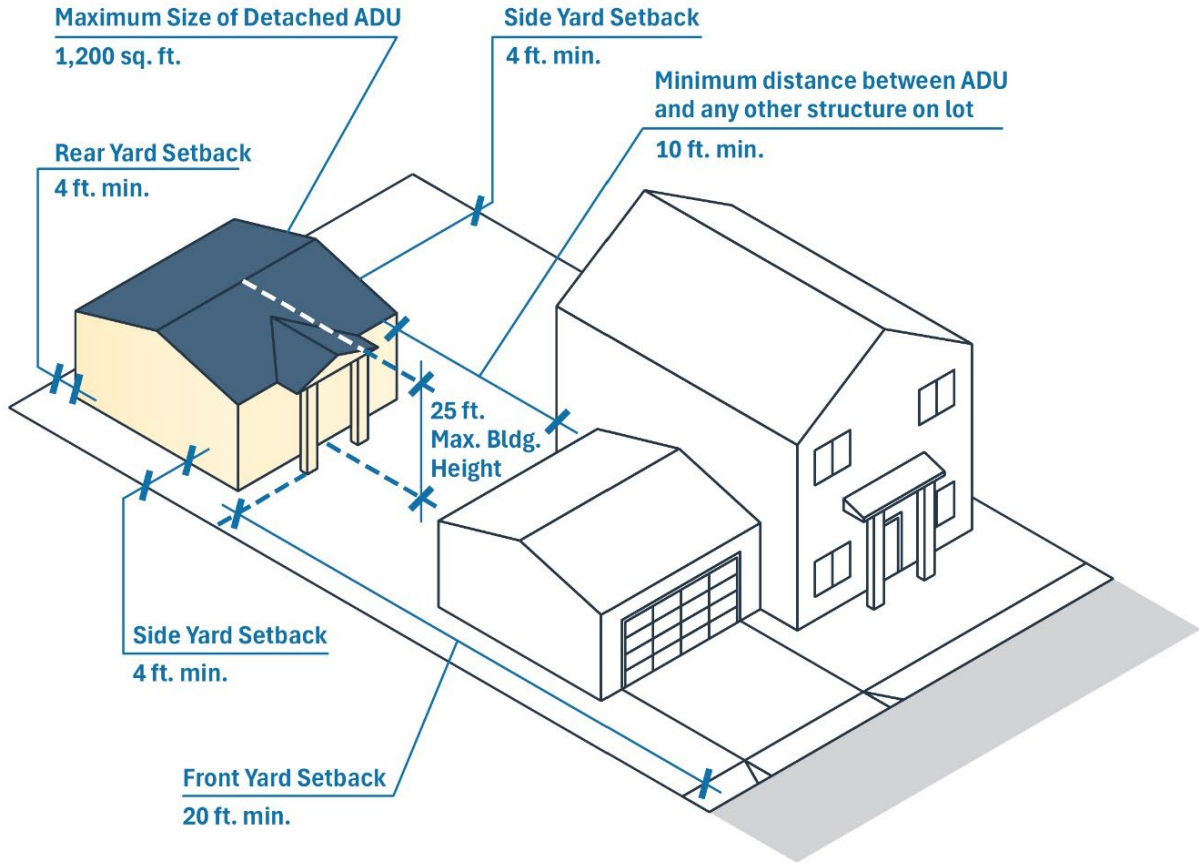 Maximum Size of Detached ADU
1,200 sq. ft.
Side Yard Setback
4 ft. min.
Minimum distance between ADU
and any other structure on lot
10 ft. min.
Rear Yard Setback
4 ft. min.
25 ft.
Max. Bldg.
Height
Side Yard Setback
4 ft. min.
Front Yard Setback
20 ft. min.